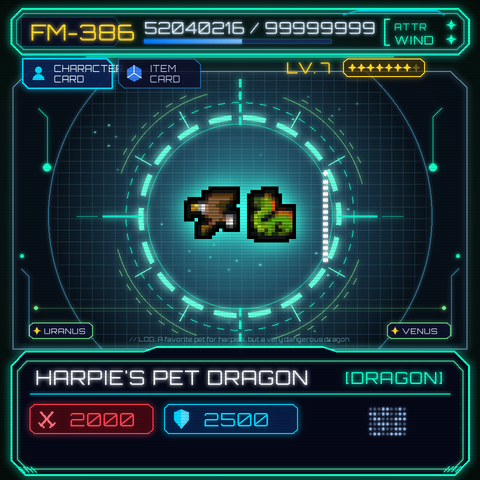 FM-386
52040216 / 99999999
ATTR
WIND
CHARACTER
CARD
ITEM
CARD
LV.7
URANUS
VENUS
// LOG: A favorite pet for harpies, but a very dangerous dragon
HARPIE'S PET DRAGON
[DRAGON]
2000
2500